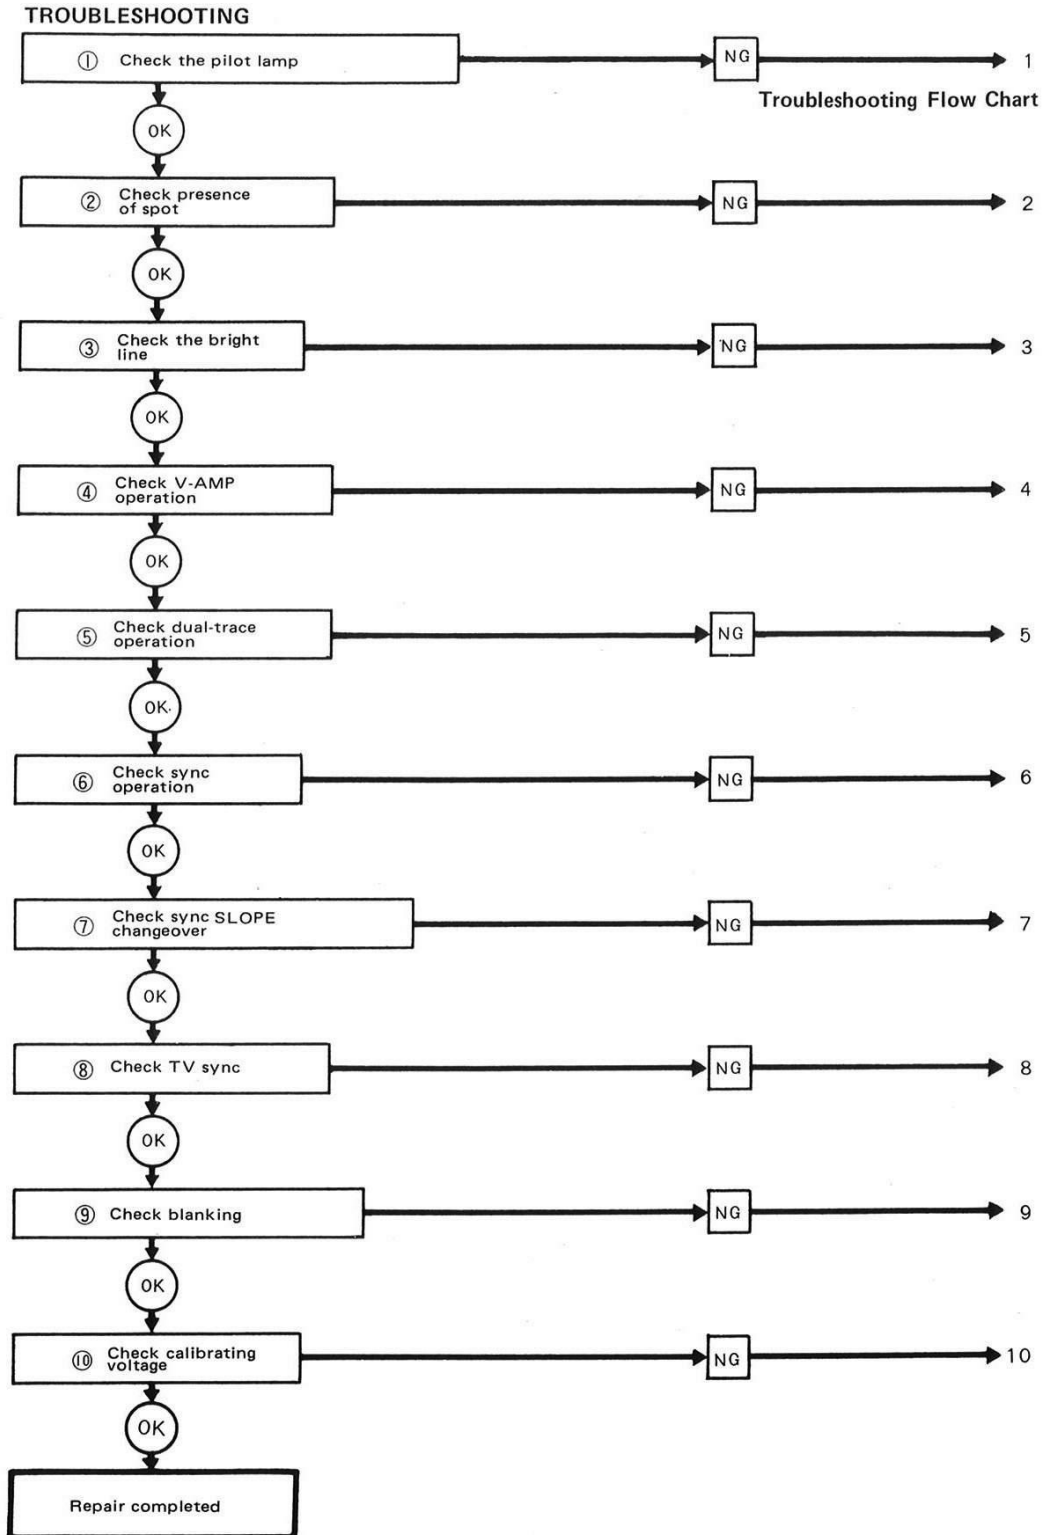 TROUBLESHOOTING
① Check the pilot lamp
NG
1
Troubleshooting Flow Chart
OK
② Check presence
of spot
NG
2
OK
③ Check the bright
line
NG
3
OK
④ Check V-AMP
operation
NG
4
OK
⑤ Check dual-trace
operation
NG
5
OK
⑥ Check sync
operation
NG
6
OK
⑦ Check sync SLOPE
changeover
NG
7
OK
⑧ Check TV sync
NG
8
OK
⑨ Check blanking
NG
9
OK
⑩ Check calibrating
voltage
NG
10
OK
Repair completed